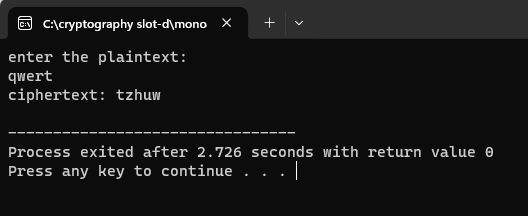 C:\cryptography slot-d\mono
enter the plaintext:
qwert
ciphertext: tzhuw
--------------------------------
Process exited after 2.726 seconds with return value 0
Press any key to continue . . .